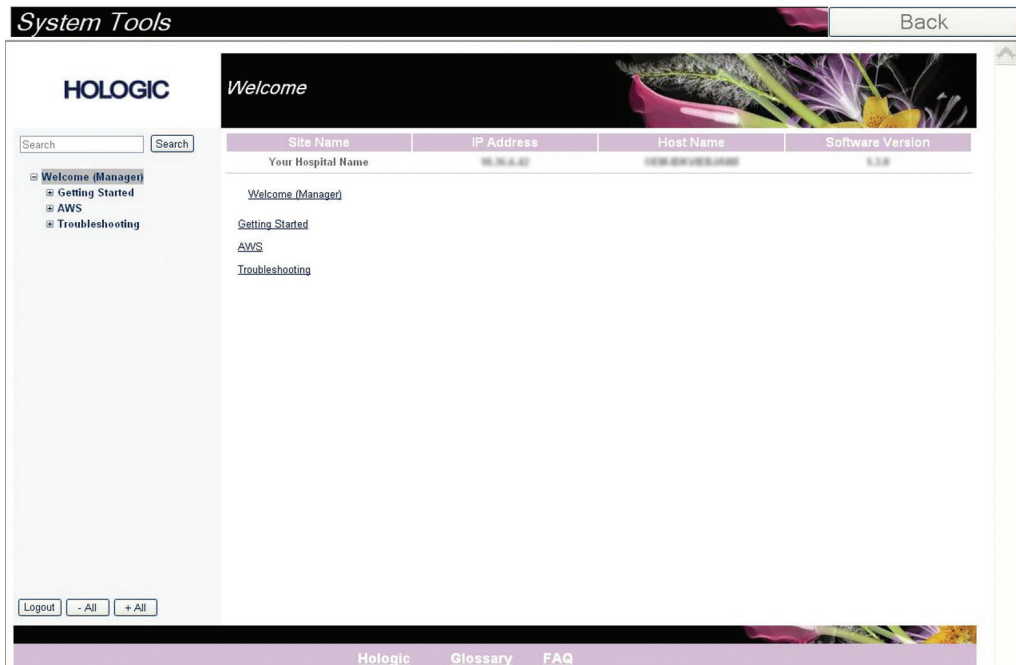 System Tools
Back
HOLOGIC
Welcome
Search Search
Site Name IP Address Host Name Software Version
Your Hospital Name
Welcome (Manager)
Getting Started
AWS
Troubleshooting
Welcome (Manager)
Getting Started
AWS
Troubleshooting
Logout - All + All
Hologic Glossary FAQ